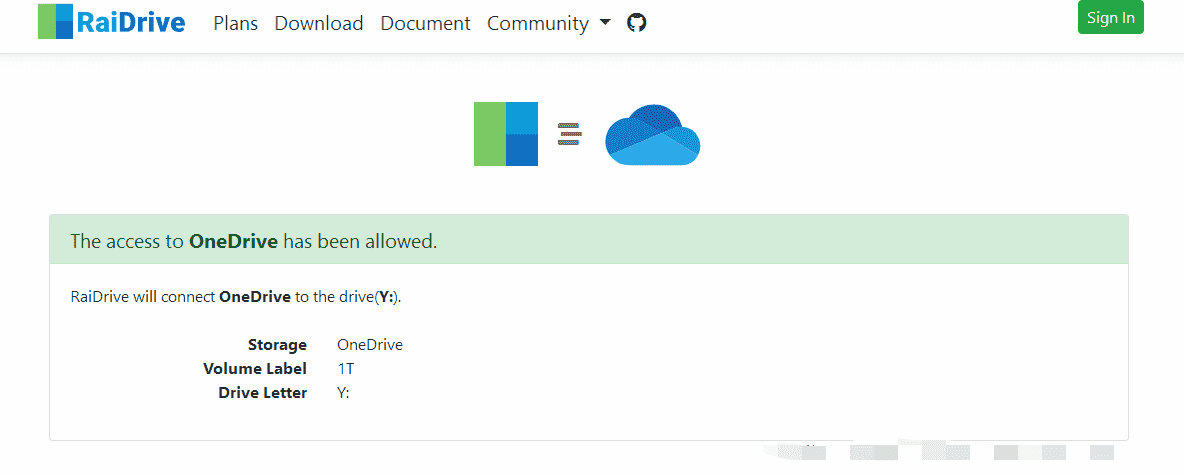 RaiDrive Plans Download Document Community Sign In
The access to OneDrive has been allowed.
RaiDrive will connect OneDrive to the drive(Y:).
Storage OneDrive
Volume Label 1T
Drive Letter Y: